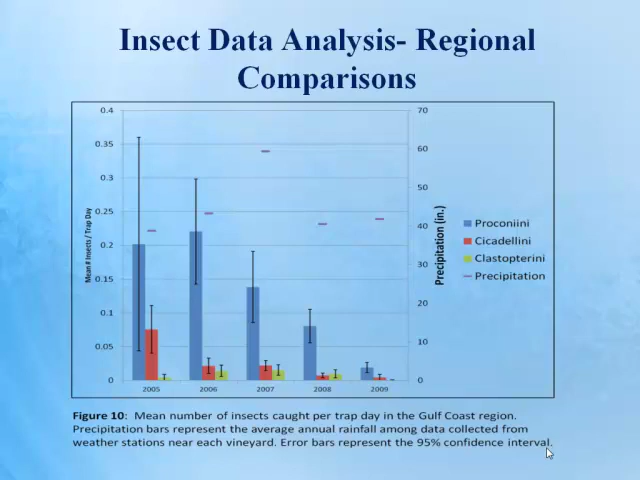 Insect Data Analysis- Regional
Comparisons
0.4
0.35
0.3
0.25
0.2
0.15
0.1
0.05
0
Mean # Insects / Trap Day
70
60
50
40
30
20
10
0
Precipitation (in.)
2005
2006
2007
2008
2009
Proconiini
Cicadellini
Clastopterini
Precipitation
Figure 10: Mean number of insects caught per trap day in the Gulf Coast region.
Precipitation bars represent the average annual rainfall among data collected from
weather stations near each vineyard. Error bars represent the 95% confidence interval.